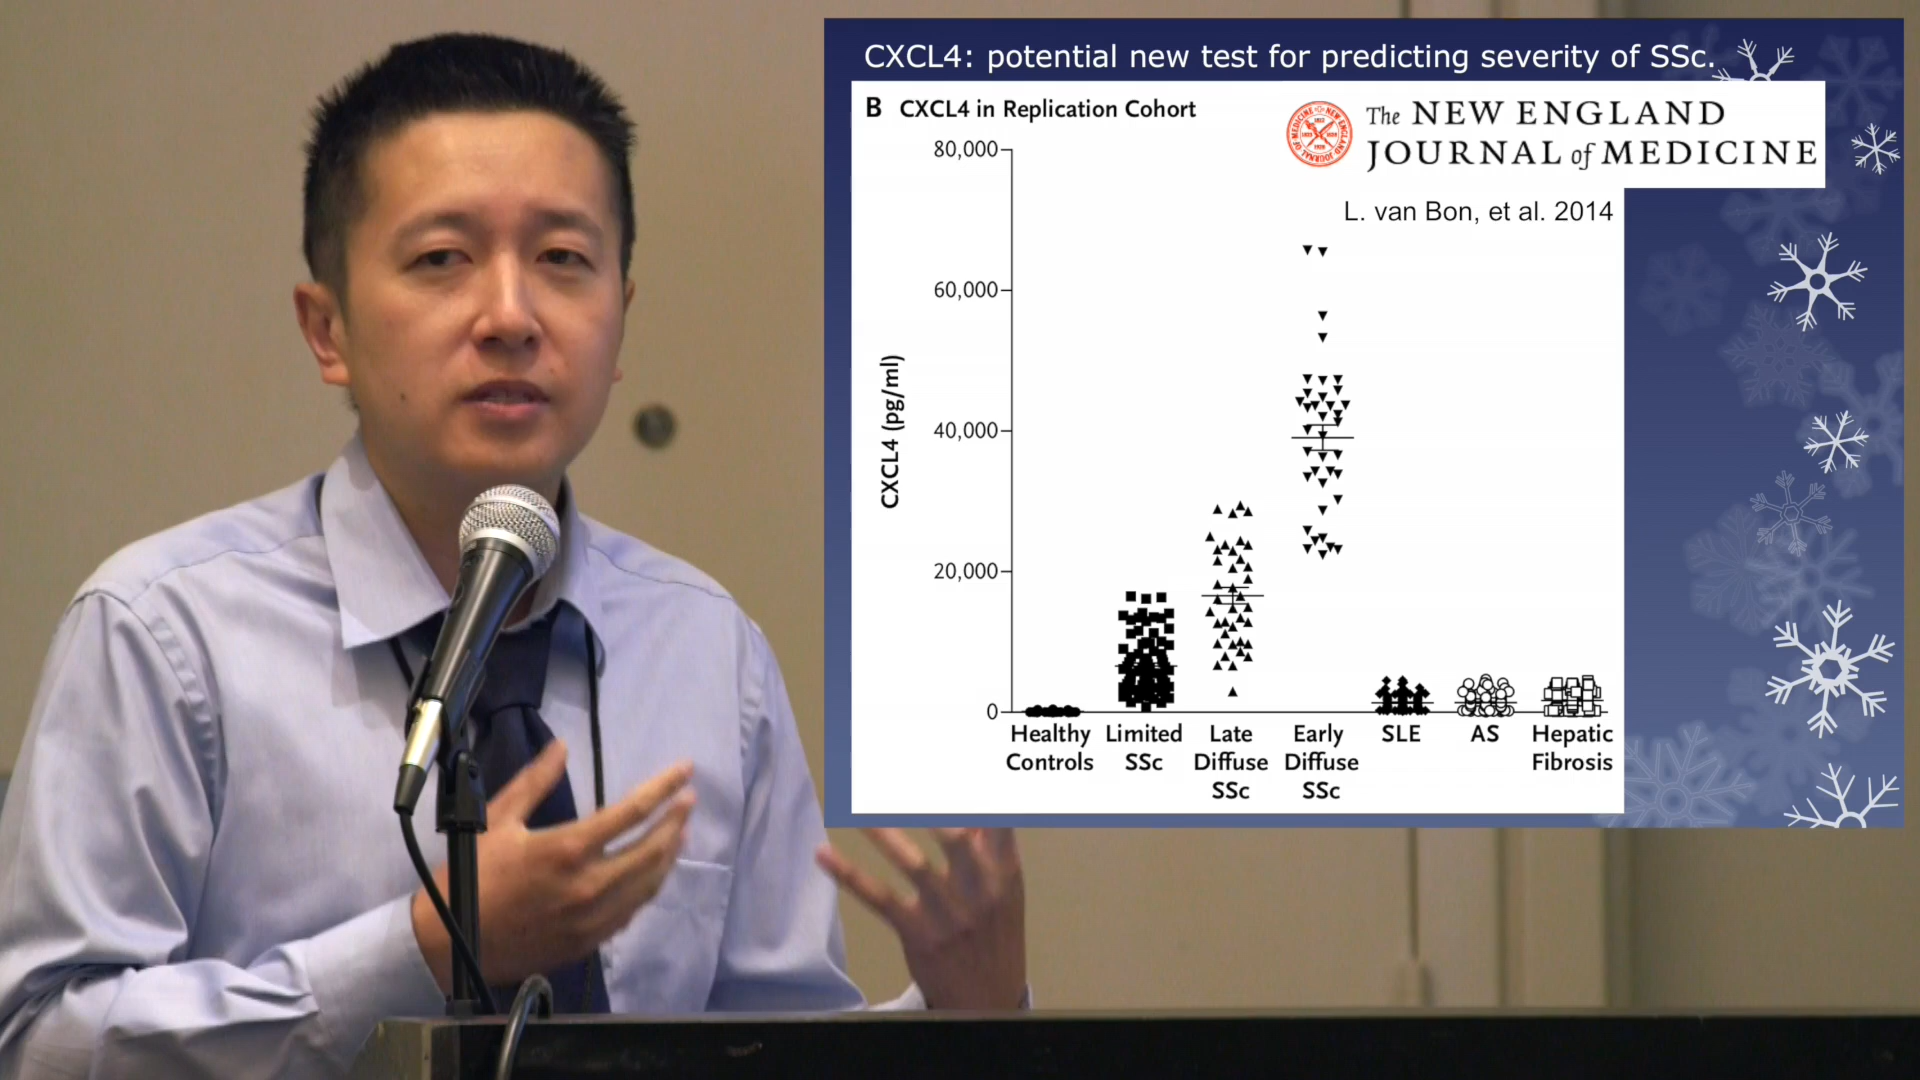 CXCL4: potential new test for predicting severity of SSc.
B CXCL4 in Replication Cohort
The NEW ENGLAND
JOURNAL of MEDICINE
L. van Bon, et al. 2014
CXCL4 (pg/ml)
80,000
60,000
40,000
20,000
0
Healthy Controls
Limited SSc
Late Diffuse SSc
Early Diffuse SSc
SLE
AS
Hepatic Fibrosis